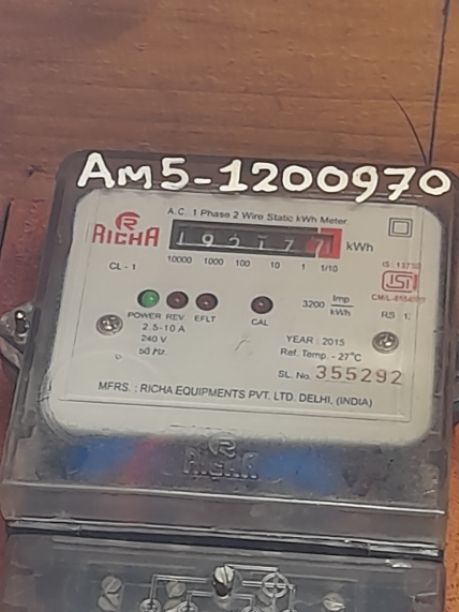 AM5-1200970
A.C. 1 Phase 2 Wire Static kWh Meter
RICHA
kWh
CL - 1
10000 1000 100 10 1 1/10
IS : 13779
ISI
POWER REV EFLT CAL
3200 Imp/kWh
RS 1
2.5-10 A
240 V
50 Hz.
YEAR : 2015
Ref. Temp. - 27°C
SL. No. 355292
MFRS. : RICHA EQUIPMENTS PVT. LTD. DELHI, (INDIA)
RICHA